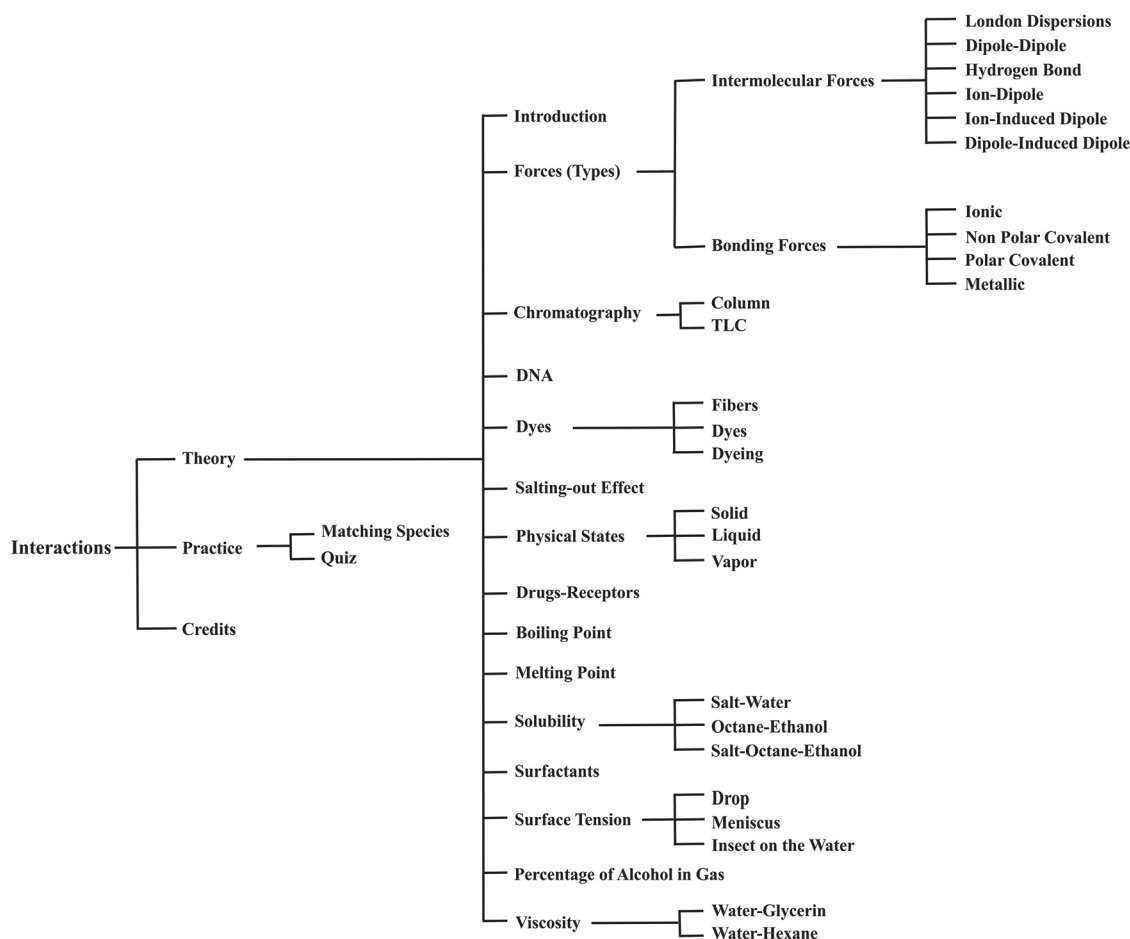 Interactions
Theory
Introduction
Forces (Types)
Intermolecular Forces
London Dispersions
Dipole-Dipole
Hydrogen Bond
Ion-Dipole
Ion-Induced Dipole
Dipole-Induced Dipole
Bonding Forces
Ionic
Non Polar Covalent
Polar Covalent
Metallic
Chromatography
Column
TLC
DNA
Dyes
Fibers
Dyes
Dyeing
Salting-out Effect
Physical States
Solid
Liquid
Vapor
Drugs-Receptors
Boiling Point
Melting Point
Solubility
Salt-Water
Octane-Ethanol
Salt-Octane-Ethanol
Surfactants
Surface Tension
Drop
Meniscus
Insect on the Water
Percentage of Alcohol in Gas
Viscosity
Water-Glycerin
Water-Hexane
Practice
Matching Species
Quiz
Credits